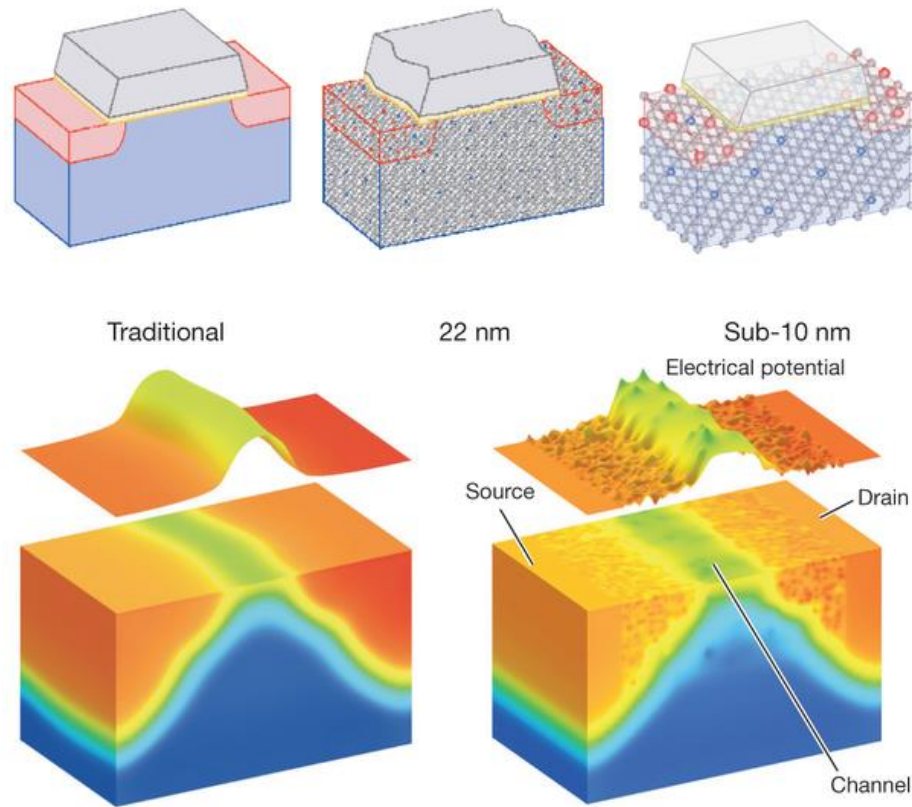 Traditional
22 nm
Sub-10 nm
Electrical potential
Source
Drain
Channel